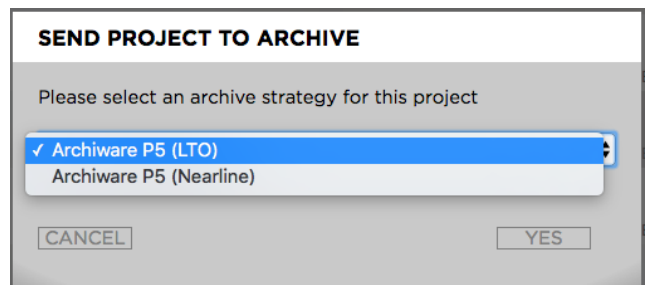 SEND PROJECT TO ARCHIVE
Please select an archive strategy for this project
✓ Archiware P5 (LTO)
Archiware P5 (Nearline)
CANCEL
YES